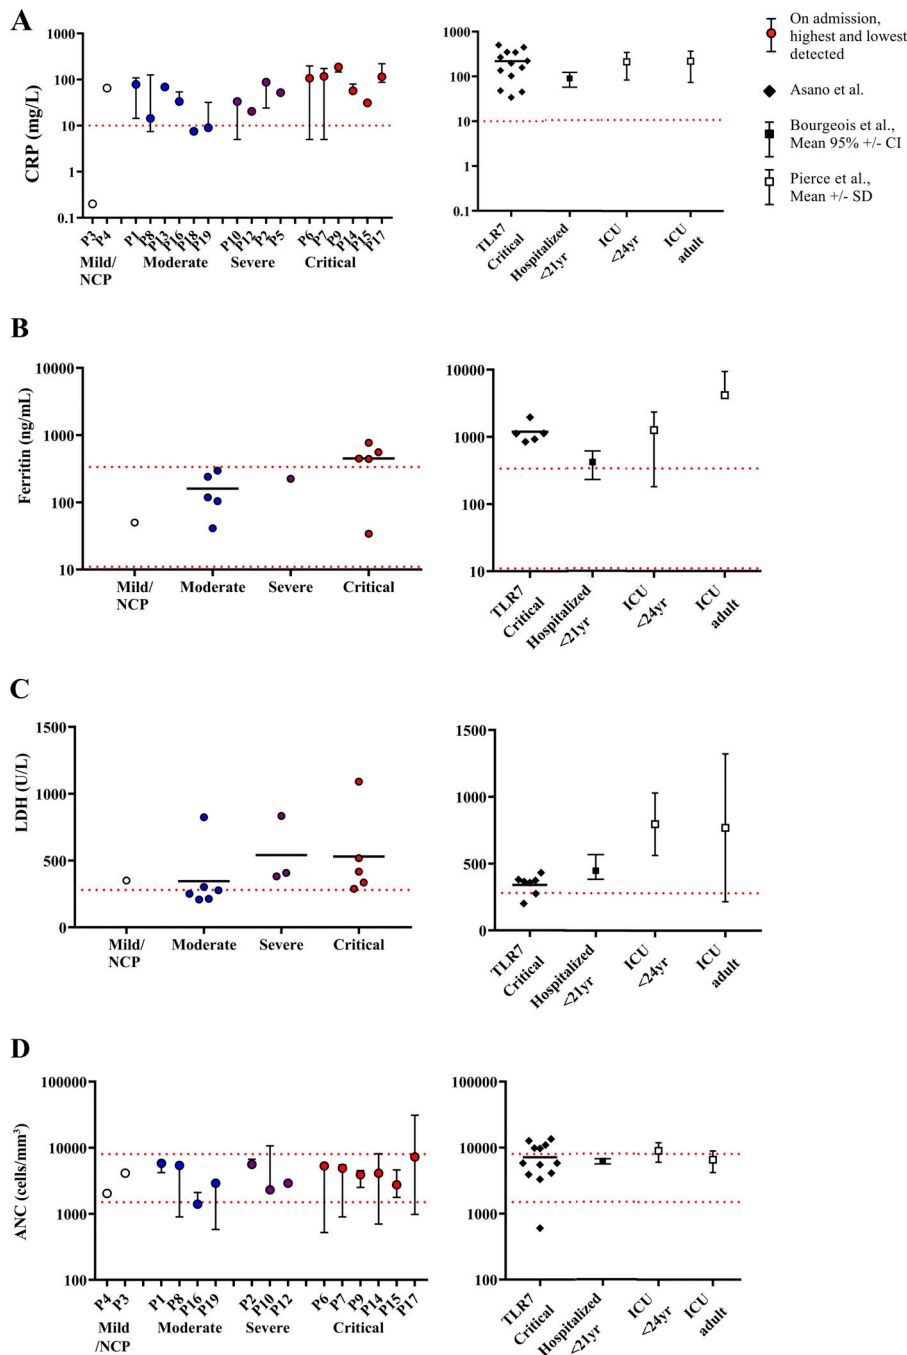 A
CRP (mg/L)
1000
100
10
1
0.1
P3
P4
P1
P8
P13
P16
P18
P19
P10
P12
P2
P5
P6
P7
P9
P14
P15
P17
Mild/
NCP
Moderate
Severe
Critical
1000
100
10
1
0.1
TLR7
Critical
Hospitalized
<21yr
ICU
<24yr
ICU
adult
On admission,
highest and lowest
detected
Asano et al.
Bourgeois et al.,
Mean 95% +/- CI
Pierce et al.,
Mean +/- SD
B
Ferritin (ng/mL)
10000
1000
100
10
Mild/
NCP
Moderate
Severe
Critical
10000
1000
100
10
TLR7
Critical
Hospitalized
<21yr
ICU
<24yr
ICU
adult
C
LDH (U/L)
1500
1000
500
0
Mild/
NCP
Moderate
Severe
Critical
1500
1000
500
0
TLR7
Critical
Hospitalized
<21yr
ICU
<24yr
ICU
adult
D
ANC (cells/mm³)
100000
10000
1000
100
P4
P3
P1
P8
P16
P19
P2
P10
P12
P6
P7
P9
P14
P15
P17
Mild
/NCP
Moderate
Severe
Critical
100000
10000
1000
100
TLR7
Critical
Hospitalized
<21yr
ICU
<24yr
ICU
adult